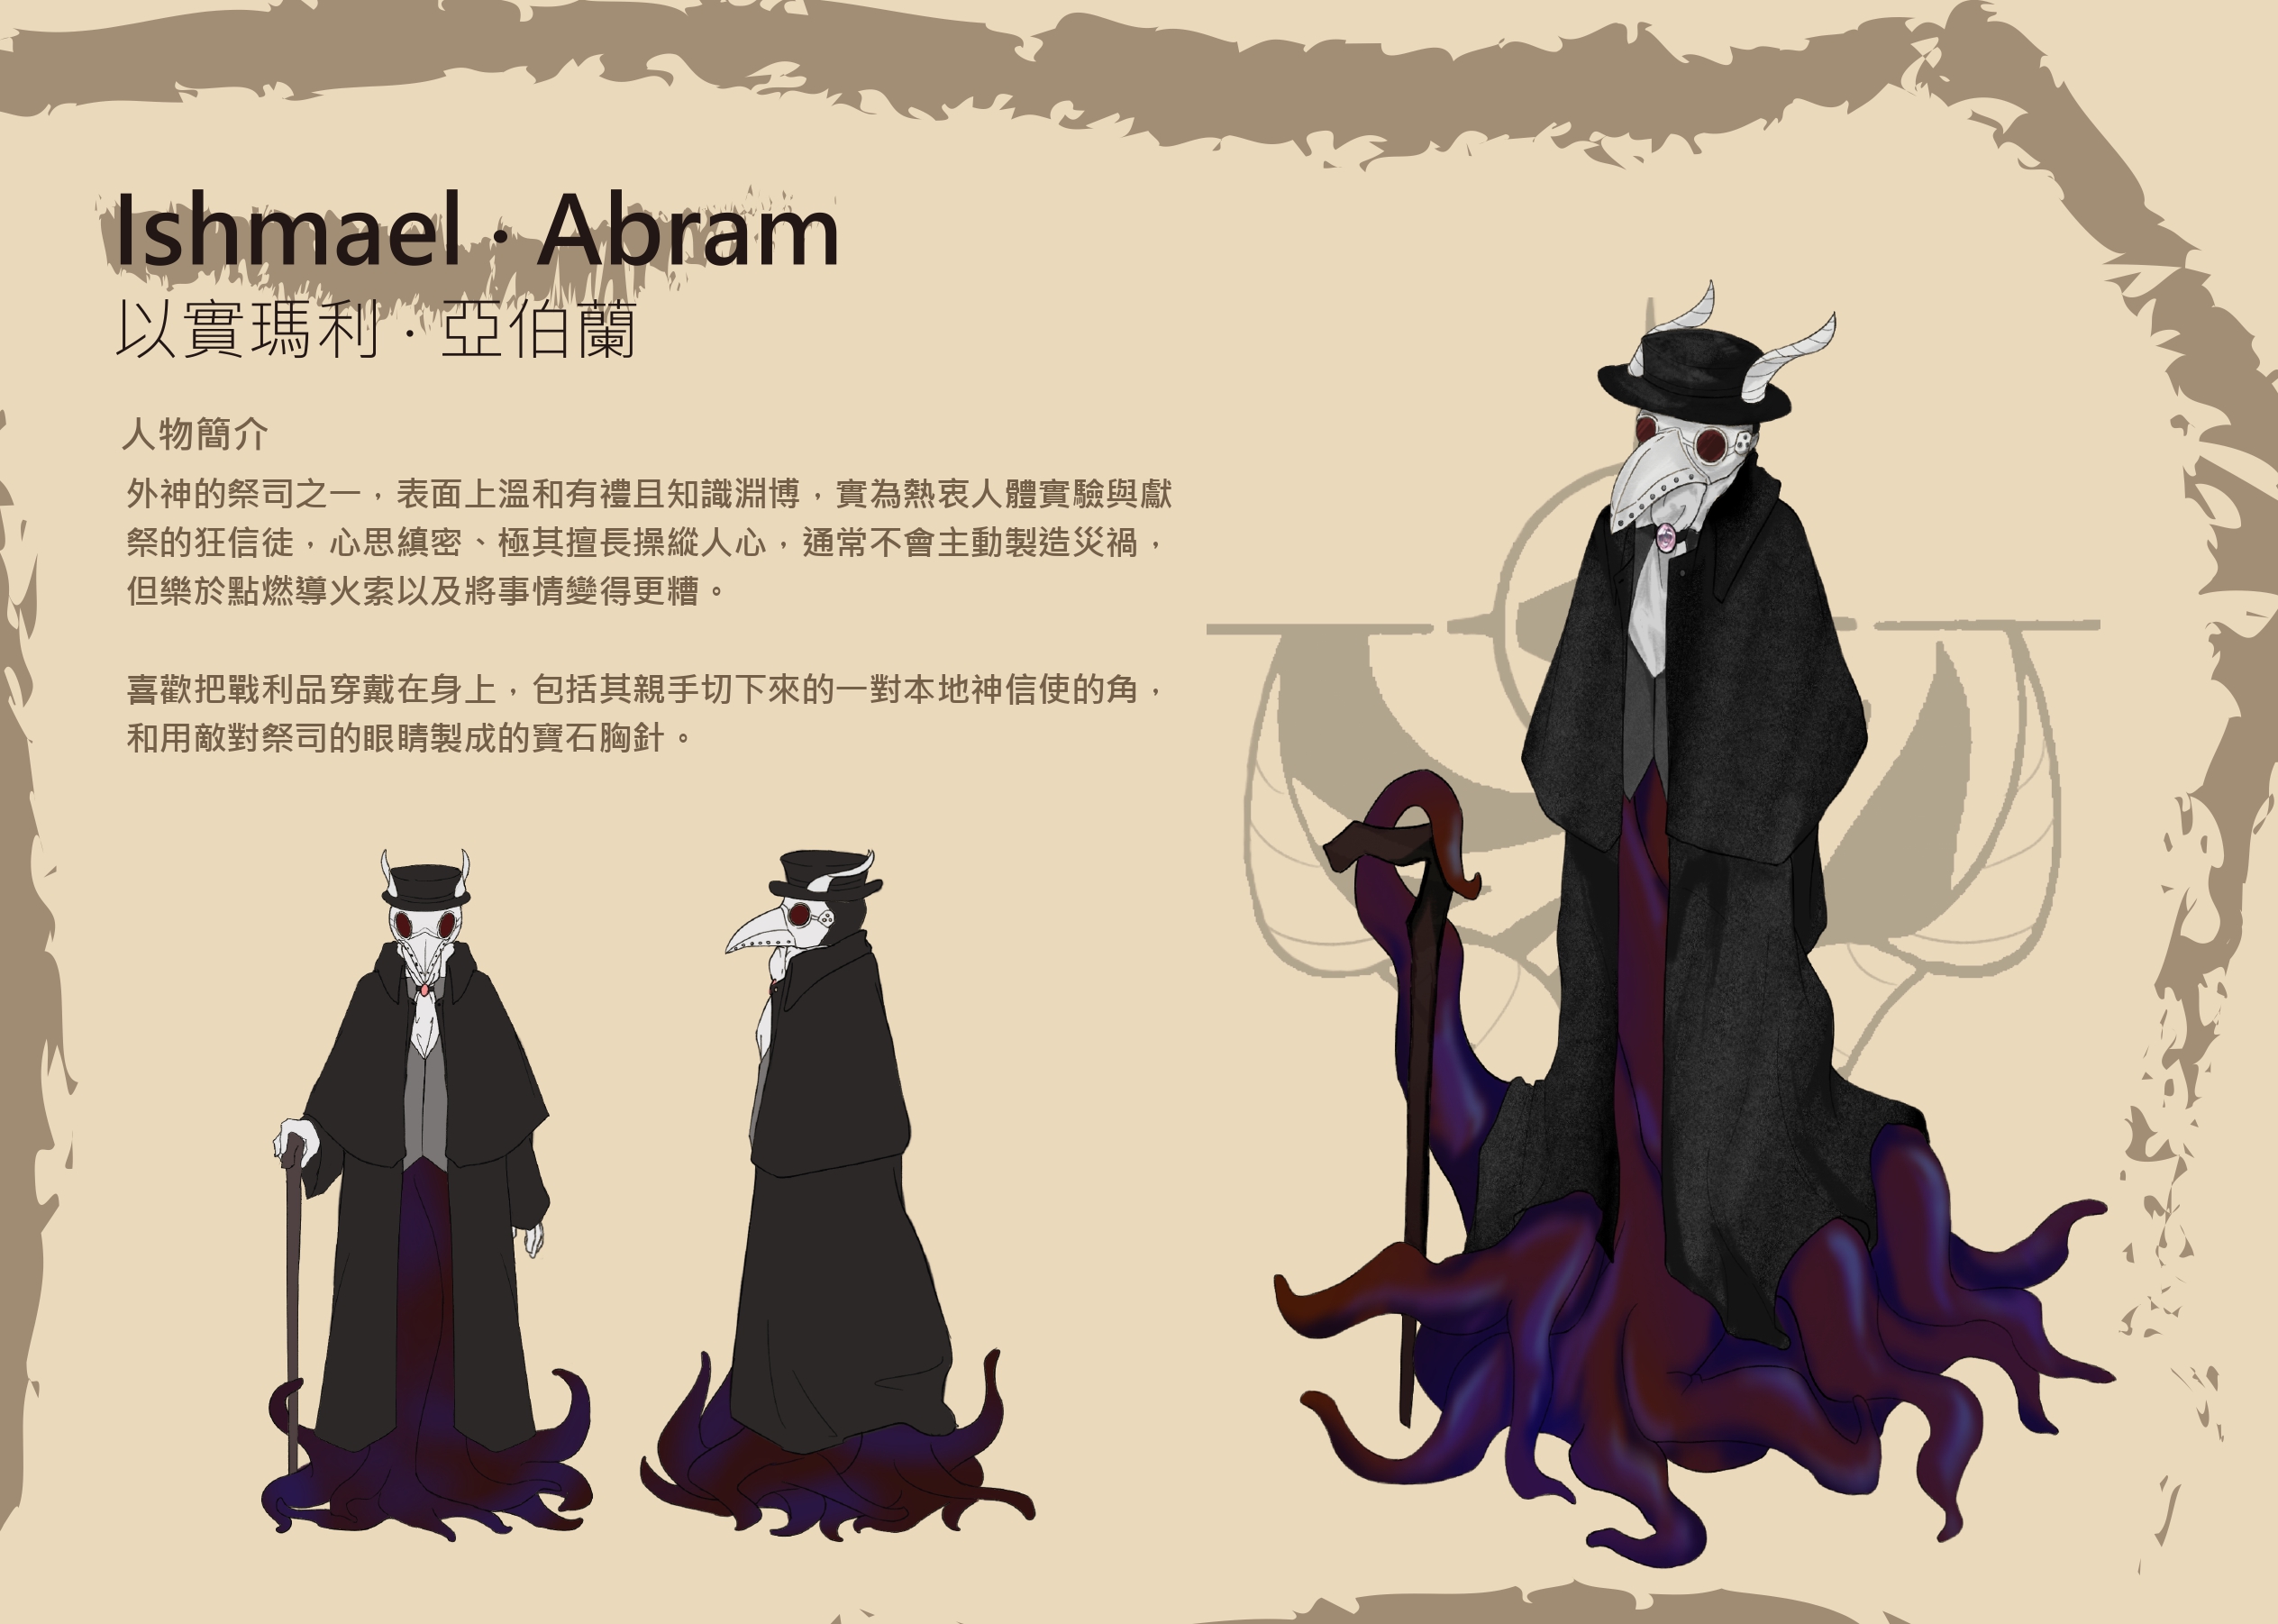 Ishmael · Abram
以實瑪利 · 亞伯蘭
人物簡介
外神的祭司之一，表面上溫和有禮且知識淵博，實為熱衷人體實驗與獻
祭的狂信徒，心思縝密、極其擅長操縱人心，通常不會主動製造災禍，
但樂於點燃導火索以及將事情變得更糟。
喜歡把戰利品穿戴在身上，包括其親手切下來的一對本地神信使的角，
和用敵對祭司的眼睛製成的寶石胸針。